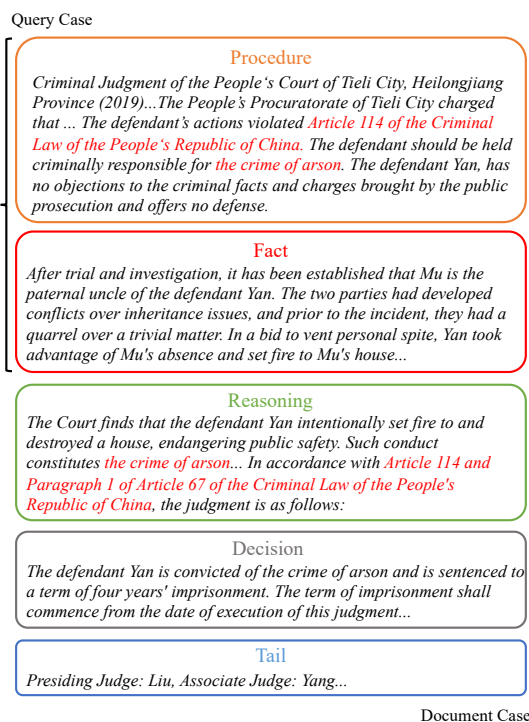 Query Case
Procedure
Criminal Judgment of the People‘s Court of Tieli City, Heilongjiang
Province (2019)...The People’s Procuratorate of Tieli City charged
that ... The defendant’s actions violated Article 114 of the Criminal
Law of the People‘s Republic of China. The defendant should be held
criminally responsible for the crime of arson. The defendant Yan, has
no objections to the criminal facts and charges brought by the public
prosecution and offers no defense.
Fact
After trial and investigation, it has been established that Mu is the
paternal uncle of the defendant Yan. The two parties had developed
conflicts over inheritance issues, and prior to the incident, they had a
quarrel over a trivial matter. In a bid to vent personal spite, Yan took
advantage of Mu's absence and set fire to Mu's house...
Reasoning
The Court finds that the defendant Yan intentionally set fire to and
destroyed a house, endangering public safety. Such conduct
constitutes the crime of arson... In accordance with Article 114 and
Paragraph 1 of Article 67 of the Criminal Law of the People's
Republic of China, the judgment is as follows:
Decision
The defendant Yan is convicted of the crime of arson and is sentenced to
a term of four years' imprisonment. The term of imprisonment shall
commence from the date of execution of this judgment...
Tail
Presiding Judge: Liu, Associate Judge: Yang...
Document Case